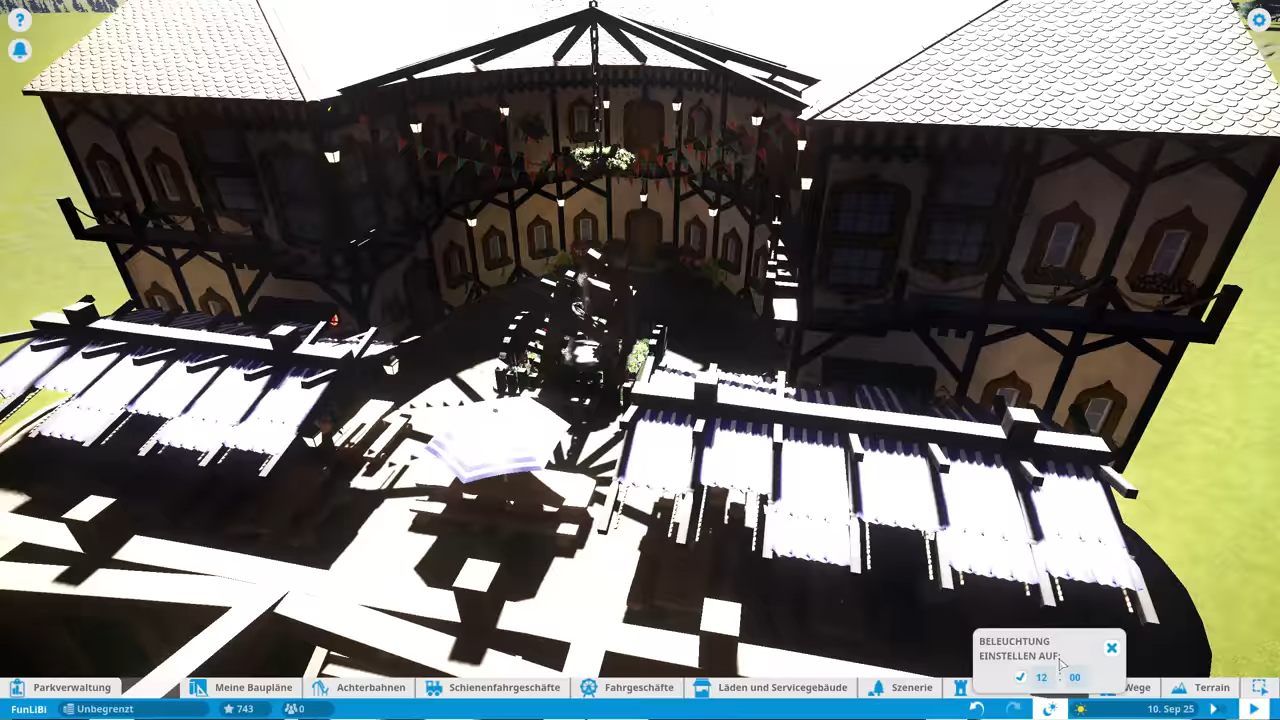 BELEUCHTUNG
EINSTELLEN AUF:
12 : 00
Parkverwaltung
Meine Baupläne
Achterbahnen
Schienenfahrgeschäfte
Fahrgeschäfte
Läden und Servicegebäude
Szenerie
Wege
Terrain
FunLiBi
Unbegrenzt
743
0
10. Sep 25